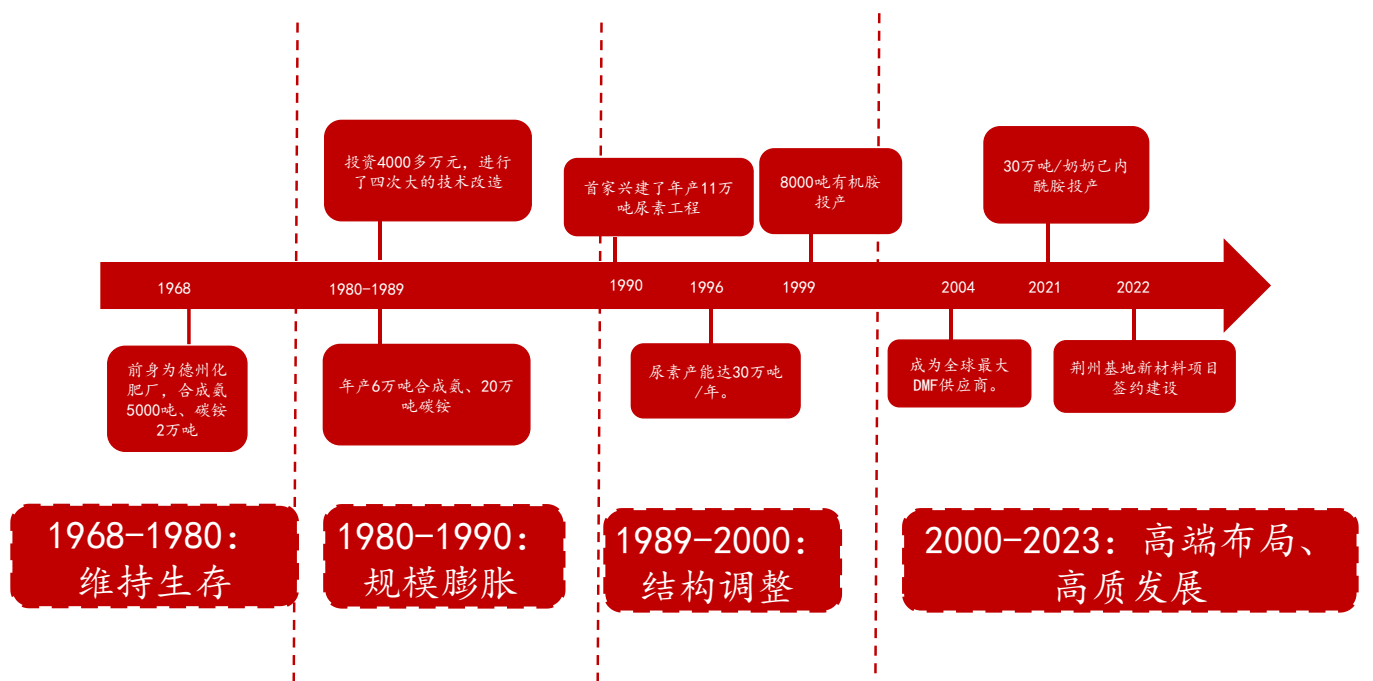 投资4000多万元，进行
了四次大的技术改造
首家兴建了年产11万
吨尿素工程
8000吨有机胺
投产
30万吨/奶奶己内
酰胺投产
1968
1980-1989
1990
1996
1999
2004
2021
2022
前身为德州化
肥厂，合成氨
5000吨、碳铵
2万吨
年产6万吨合成氨、20万
吨碳铵
尿素产能达30万吨
/年。
成为全球最大
DMF供应商。
荆州基地新材料项目
签约建设
1968-1980：
维持生存
1980-1990：
规模膨胀
1989-2000：
结构调整
2000-2023：高端布局、
高质发展